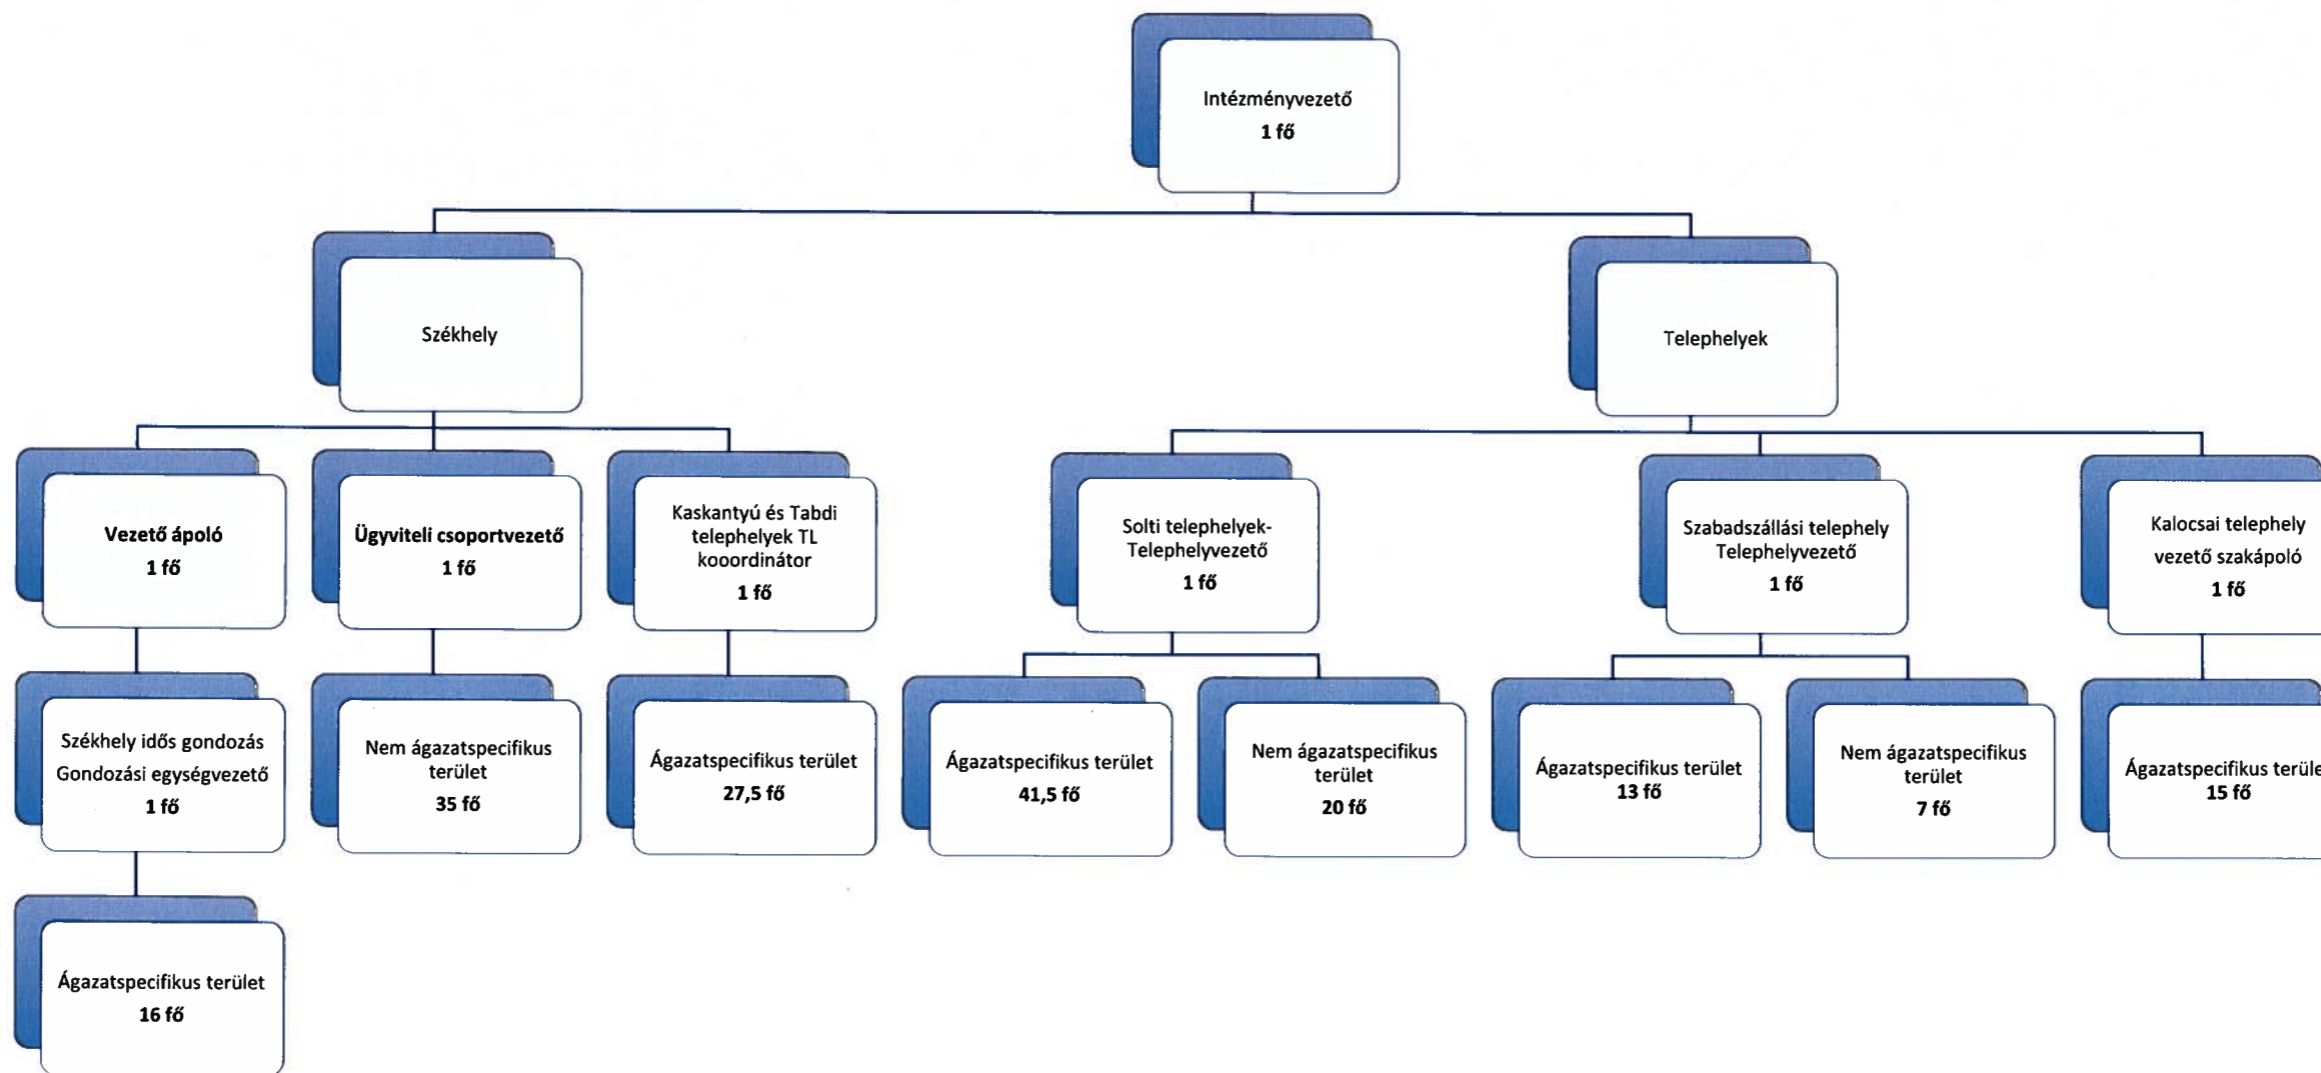 Intézményvezető
1 fő
Székhely
Telephelyek
Vezető ápoló
1 fő
Ügyviteli csoportvezető
1 fő
Kaskantyú és Tabdi
telephelyek TL
kooordinátor
1 fő
Solti telephelyek-
Telephelyvezető
1 fő
Szabadszállási telephely
Telephelyvezető
1 fő
Kalocsai telephely
vezető szakápoló
1 fő
Székhely idős gondozás
Gondozási egységvezető
1 fő
Nem ágazatspecifikus
terület
35 fő
Ágazatspecifikus terület
27,5 fő
Ágazatspecifikus terület
41,5 fő
Nem ágazatspecifikus
terület
20 fő
Ágazatspecifikus terület
13 fő
Nem ágazatspecifikus
terület
7 fő
Ágazatspecifikus terüle
15 fő
Ágazatspecifikus terület
16 fő